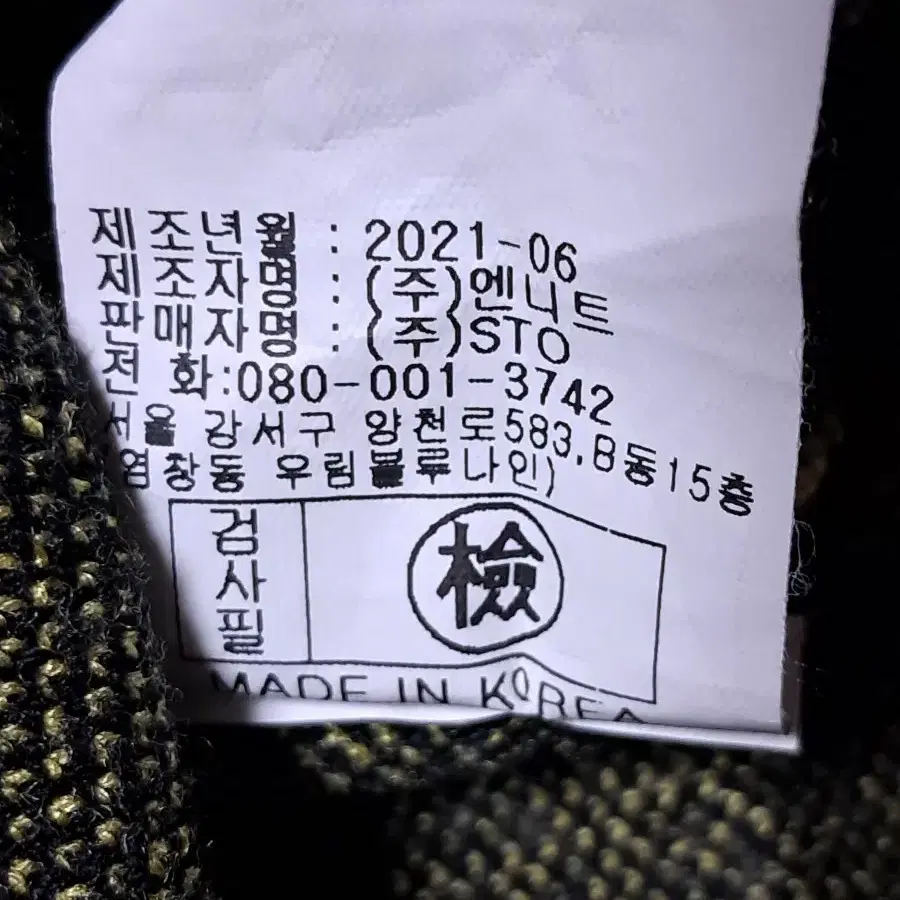 제조년월 : 2021-06
제조자명 : (주)엔니트
판매자명 : (주)STO
전 화:080-001-3742
서울 강서구 양천로583,B동15층
염창동 우림블루나인)
검사필
檢
MADE IN KOREA